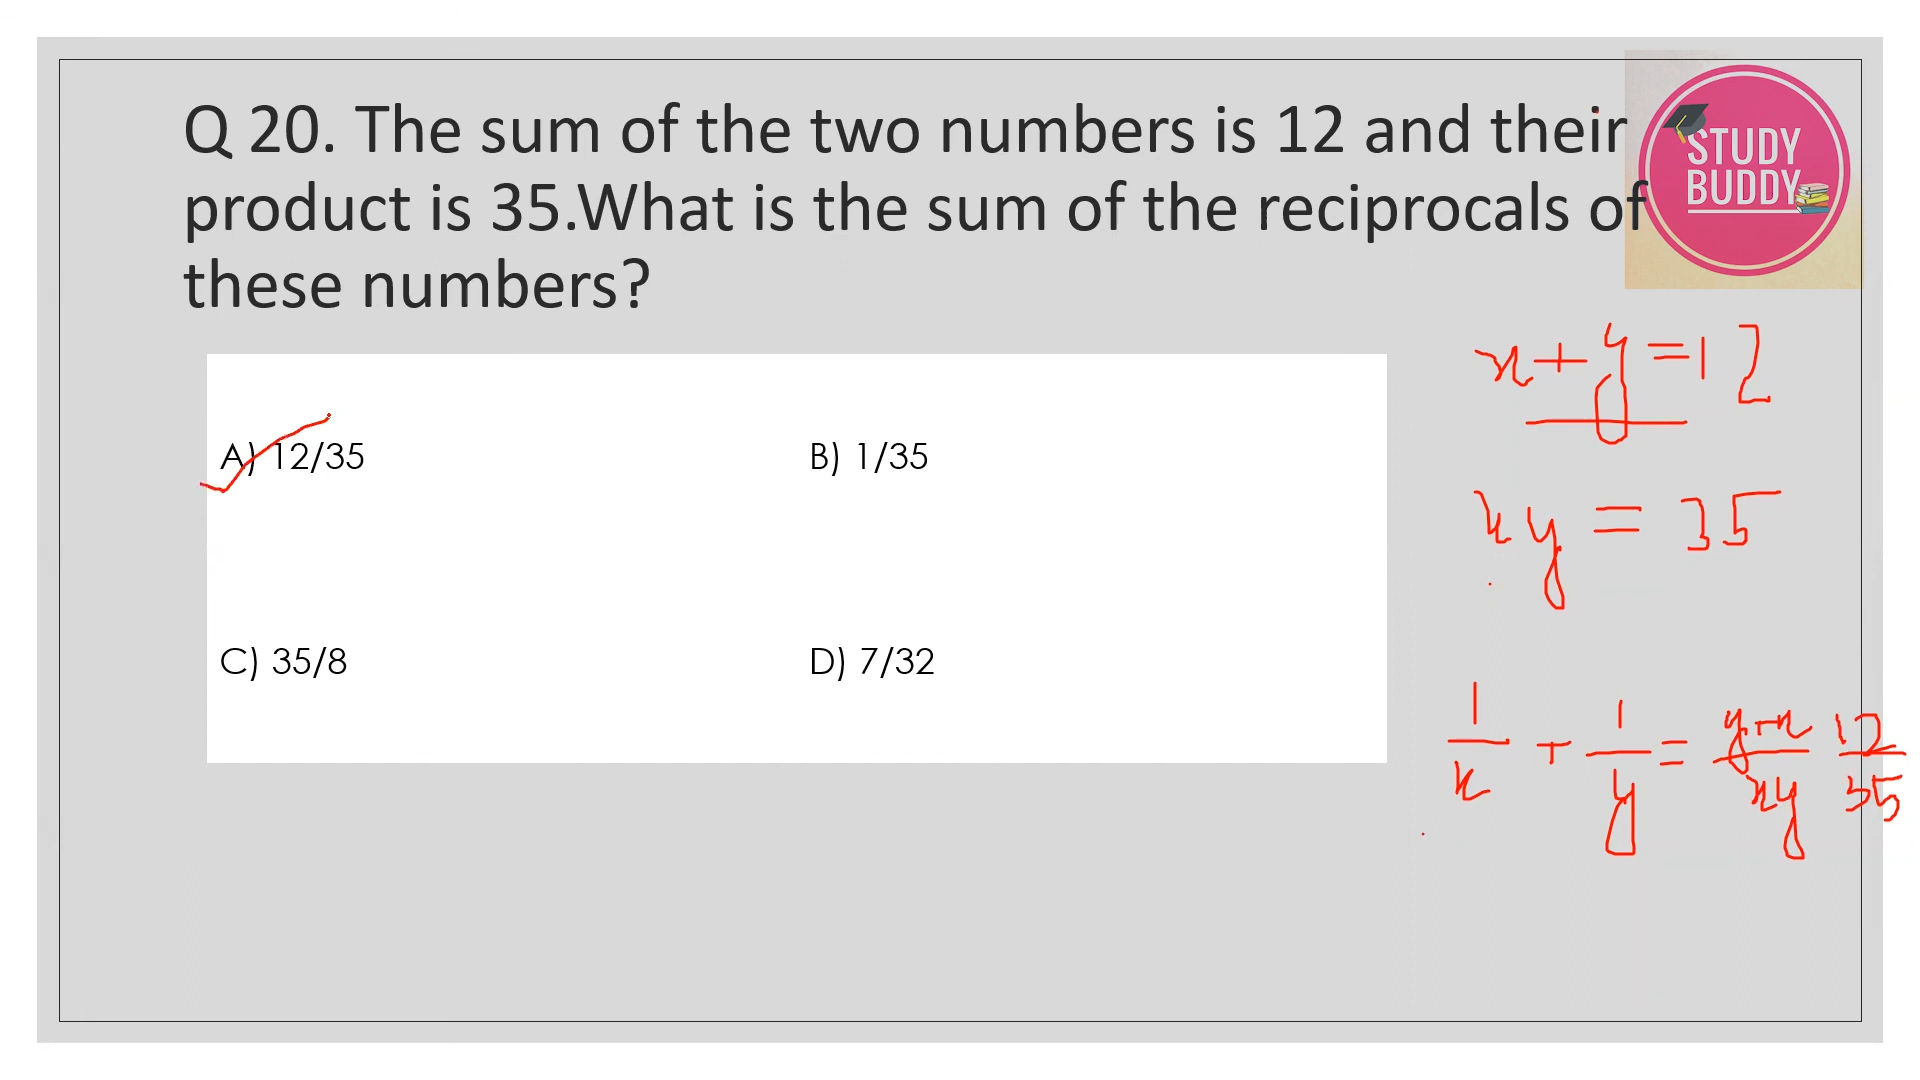 Q 20. The sum of the two numbers is 12 and their
product is 35.What is the sum of the reciprocals of
these numbers?
STUDY
BUDDY
x+y=12
A) 12/35
B) 1/35
xy = 35
C) 35/8
D) 7/32
1/x + 1/y = y+x/xy 12/35